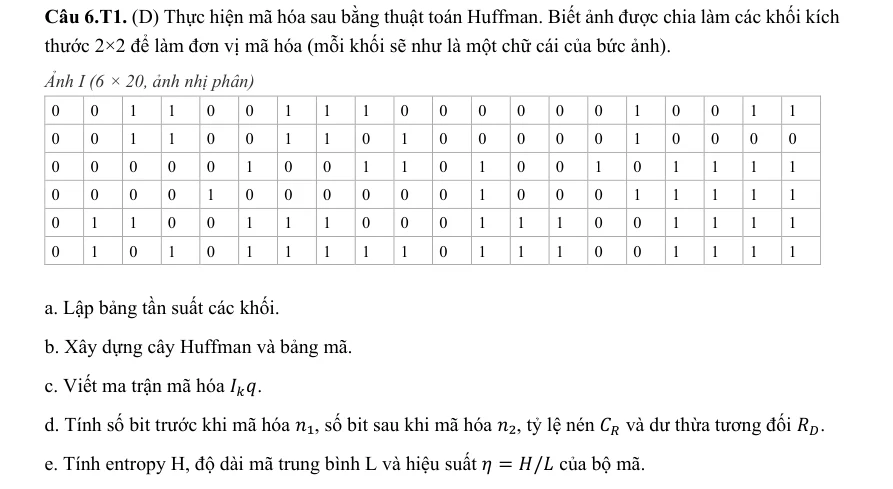 Câu 6.T1. (D) Thực hiện mã hóa sau bằng thuật toán Huffman. Biết ảnh được chia làm các khối kích
thước 2×2 để làm đơn vị mã hóa (mỗi khối sẽ như là một chữ cái của bức ảnh).
Ảnh I (6 × 20, ảnh nhị phân)
0 0 1 1 0 0 1 1 1 0 0 0 0 0 0 1 0 0 1 1
0 0 1 1 0 0 1 1 0 1 0 0 0 0 0 1 0 0 0 0
0 0 0 0 0 1 0 0 1 1 0 1 0 0 1 0 1 1 1 1
0 0 0 0 1 0 0 0 0 0 0 1 0 0 0 1 1 1 1 1
0 1 1 0 0 1 1 1 0 0 0 1 1 1 0 0 1 1 1 1
0 1 0 1 0 1 1 1 1 1 0 1 1 1 0 0 1 1 1 1
a. Lập bảng tần suất các khối.
b. Xây dựng cây Huffman và bảng mã.
c. Viết ma trận mã hóa Iₖq.
d. Tính số bit trước khi mã hóa n₁, số bit sau khi mã hóa n₂, tỷ lệ nén C_R và dư thừa tương đối R_D.
e. Tính entropy H, độ dài mã trung bình L và hiệu suất η = H/L của bộ mã.